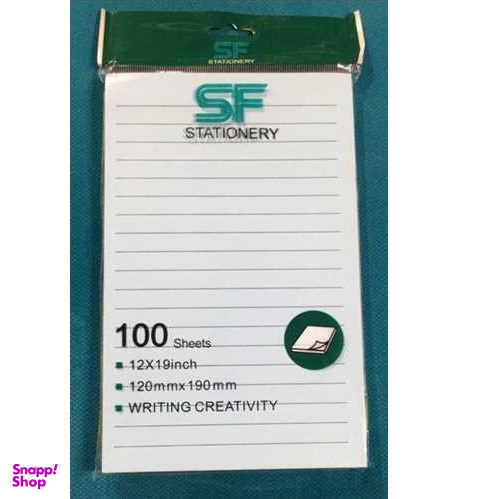 SF
STATIONERY
SF
STATIONERY
100 Sheets
12X19inch
120mmx190mm
WRITING CREATIVITY
Snapp!
Shop